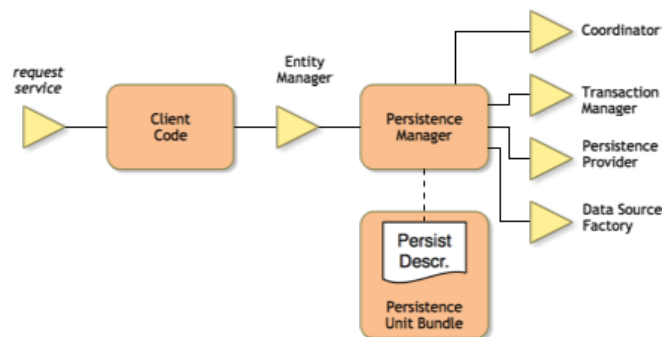 request
service
Client
Code
Entity
Manager
Persistence
Manager
Coordinator
Transaction
Manager
Persistence
Provider
Data Source
Factory
Persist
Descr.
Persistence
Unit Bundle